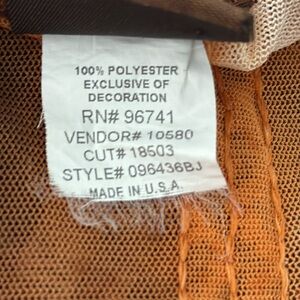 100% POLYESTER
EXCLUSIVE OF
DECORATION
RN# 96741
VENDOR# 10580
CUT# 18503
STYLE# 096436BJ
MADE IN U.S.A.